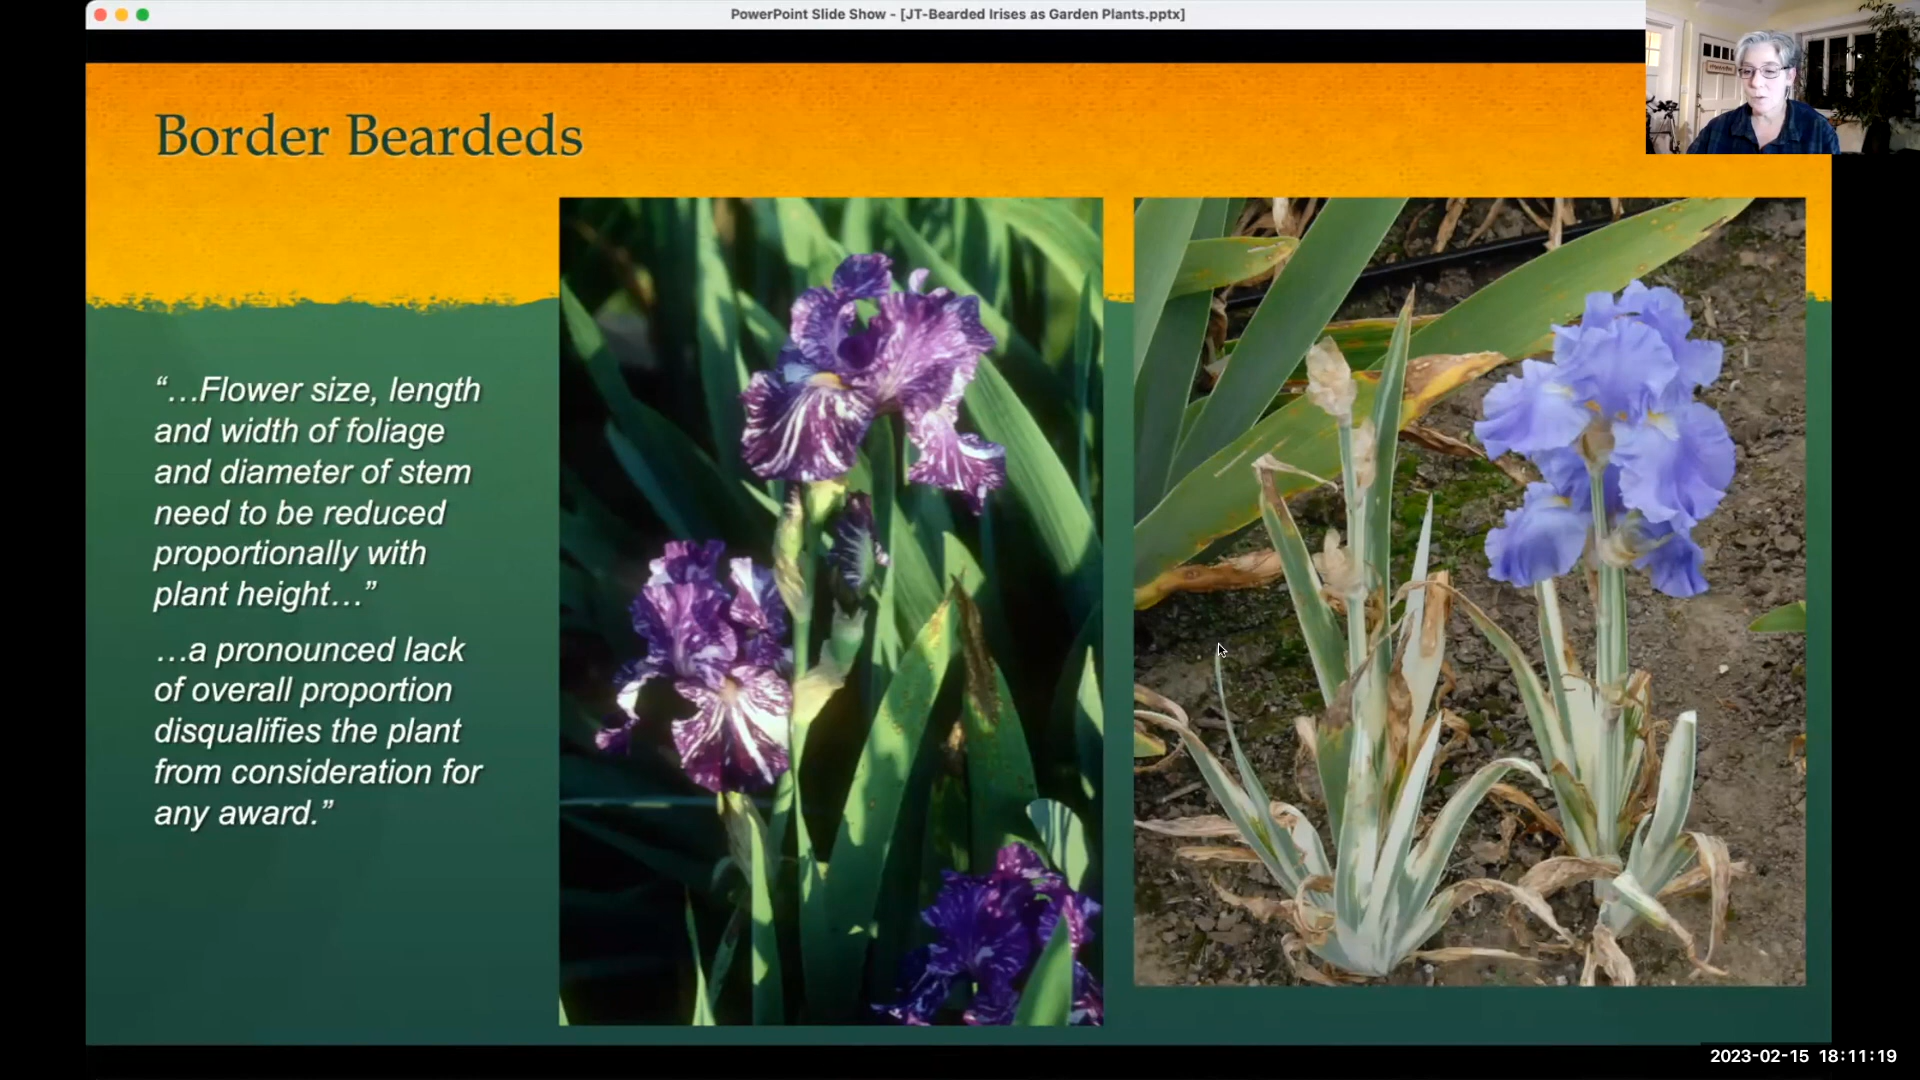 PowerPoint Slide Show - [JT-Bearded Irises as Garden Plants.pptx]
Border Beardeds
“…Flower size, length
and width of foliage
and diameter of stem
need to be reduced
proportionally with
plant height…”
…a pronounced lack
of overall proportion
disqualifies the plant
from consideration for
any award.”
2023-02-15 18:11:19